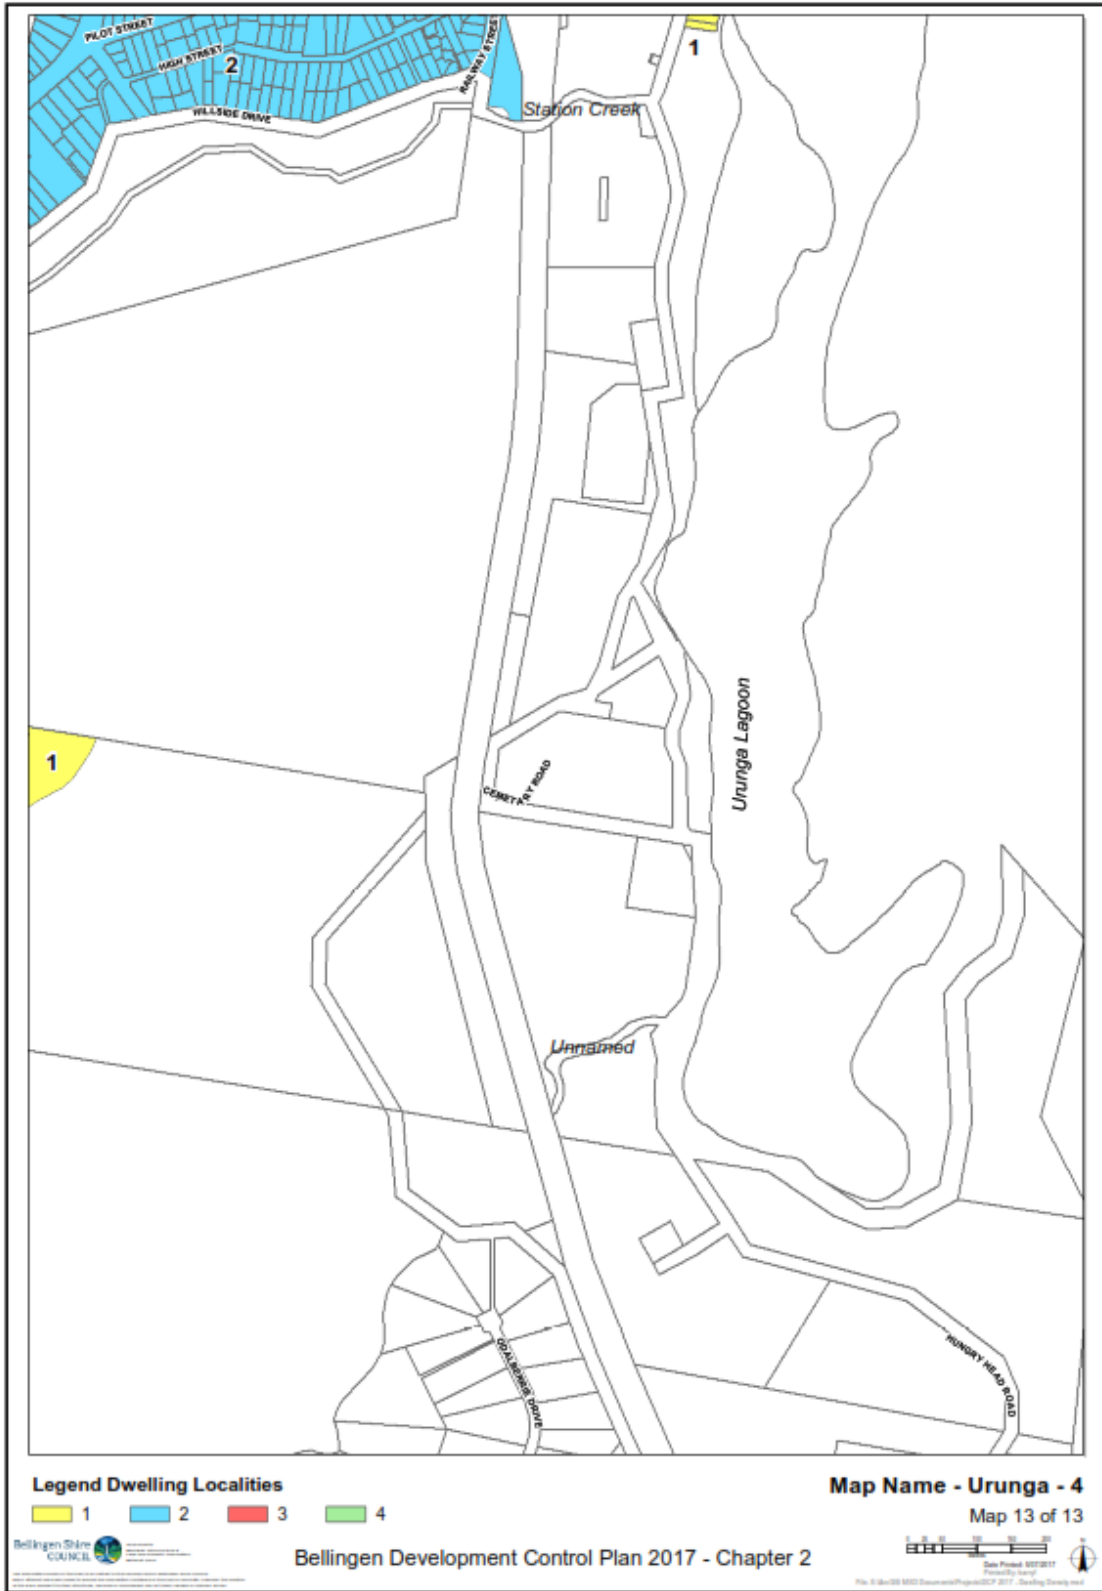 PILOT STREET
HIGH STREET
2
RAILWAY STREET
HILLSIDE DRIVE
1
Station Creek
1
CEMETARY ROAD
Urunga Lagoon
Unnamed
HUNGRY HEAD ROAD
Legend Dwelling Localities
1
2
3
4
Map Name - Urunga - 4
Map 13 of 13
Bellingen Shire
COUNCIL
Bellingen Development Control Plan 2017 - Chapter 2